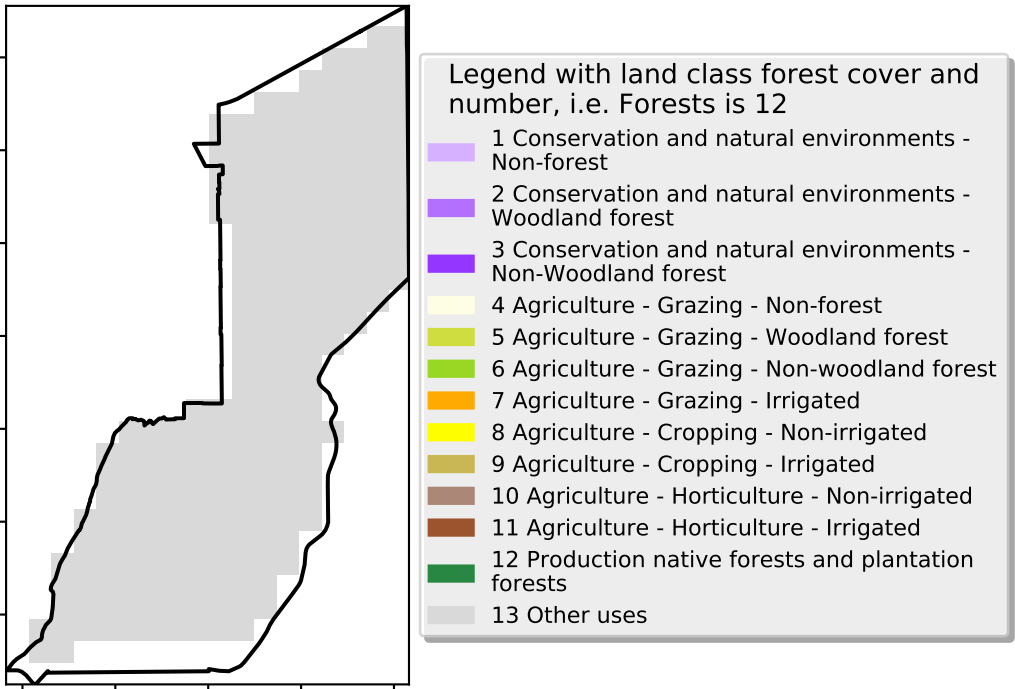 Legend with land class forest cover and
number, i.e. Forests is 12
1 Conservation and natural environments -
Non-forest
2 Conservation and natural environments -
Woodland forest
3 Conservation and natural environments -
Non-Woodland forest
4 Agriculture - Grazing - Non-forest
5 Agriculture - Grazing - Woodland forest
6 Agriculture - Grazing - Non-woodland forest
7 Agriculture - Grazing - Irrigated
8 Agriculture - Cropping - Non-irrigated
9 Agriculture - Cropping - Irrigated
10 Agriculture - Horticulture - Non-irrigated
11 Agriculture - Horticulture - Irrigated
12 Production native forests and plantation
forests
13 Other uses